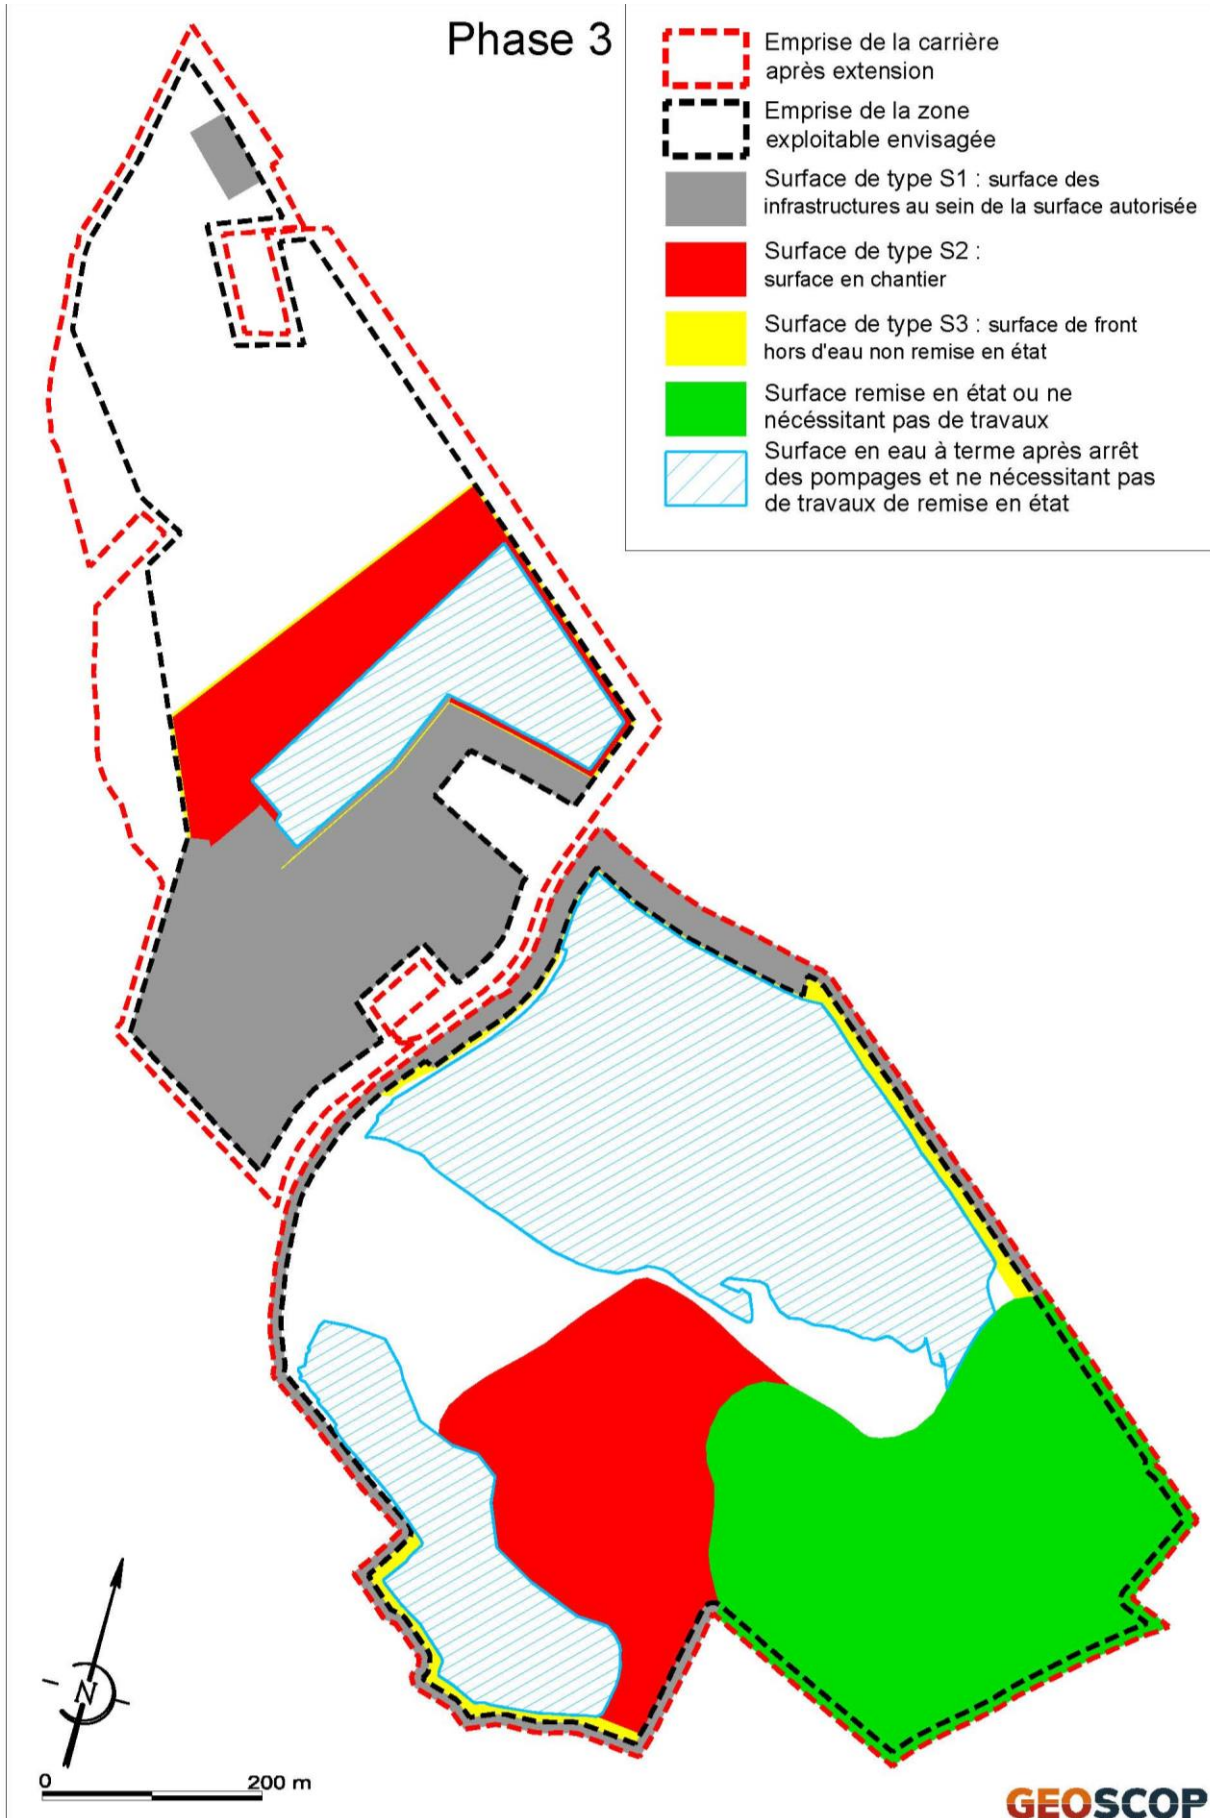 Phase 3
Emprise de la carrière
après extension
Emprise de la zone
exploitable envisagée
Surface de type S1 : surface des
infrastructures au sein de la surface autorisée
Surface de type S2 :
surface en chantier
Surface de type S3 : surface de front
hors d'eau non remise en état
Surface remise en état ou ne
nécéssitant pas de travaux
Surface en eau à terme après arrêt
des pompages et ne nécessitant pas
de travaux de remise en état
N
0 200 m
GEOSCOP